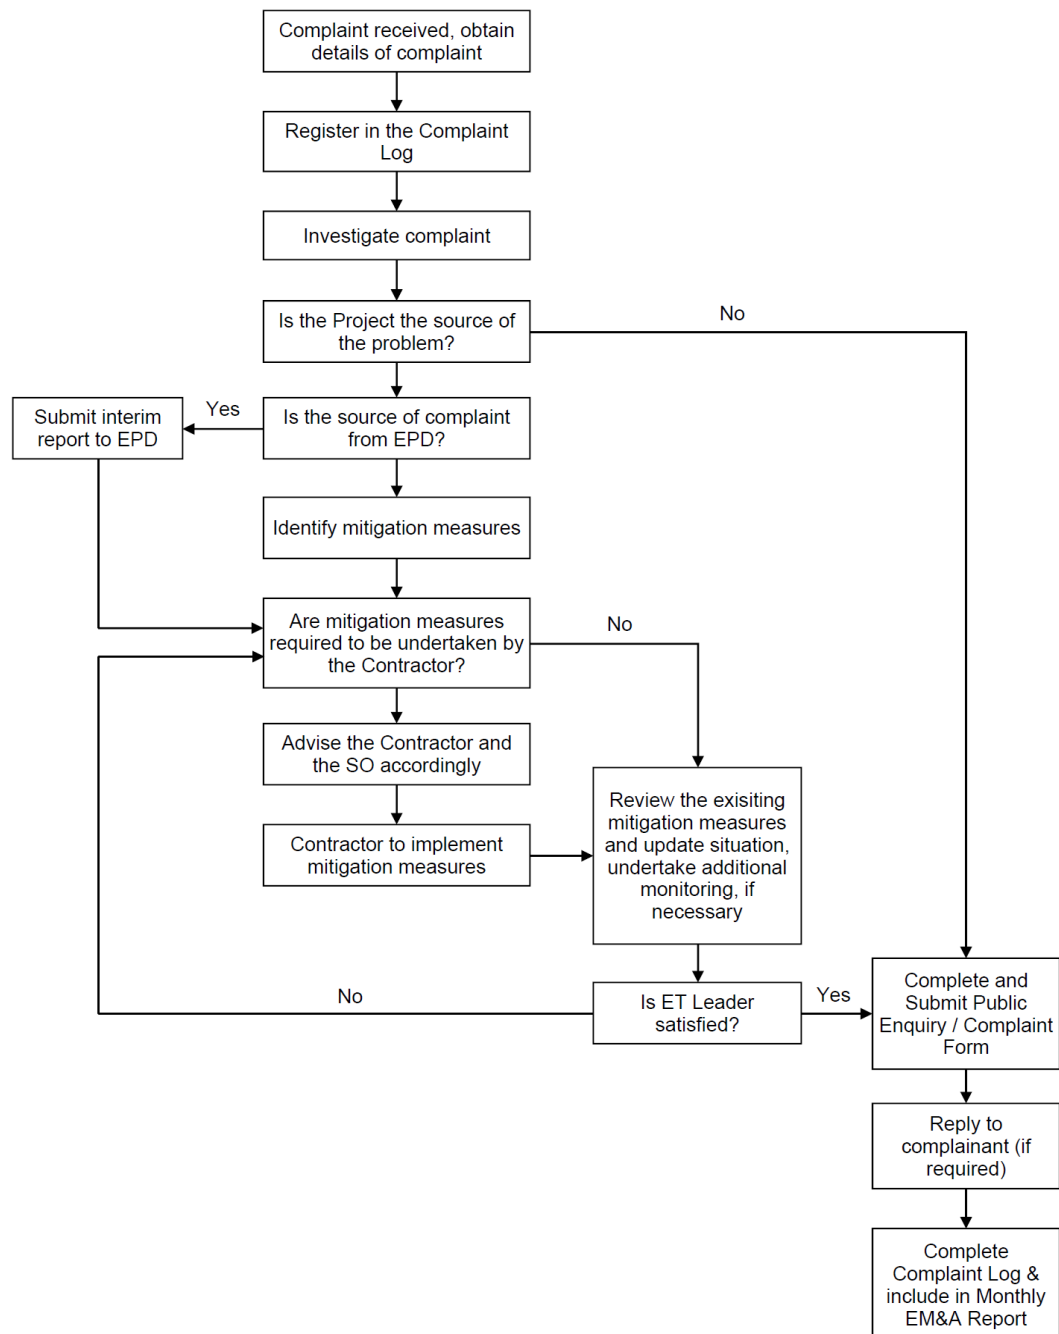 Complaint received, obtain
details of complaint
Register in the Complaint
Log
Investigate complaint
Is the Project the source of
the problem?
No
Submit interim
report to EPD
Yes
Is the source of complaint
from EPD?
Identify mitigation measures
Are mitigation measures
required to be undertaken by
the Contractor?
No
Advise the Contractor and
the SO accordingly
Contractor to implement
mitigation measures
Review the exisiting
mitigation measures
and update situation,
undertake additional
monitoring, if
necessary
No
Is ET Leader
satisfied?
Yes
Complete and
Submit Public
Enquiry / Complaint
Form
Reply to
complainant (if
required)
Complete
Complaint Log &
include in Monthly
EM&A Report